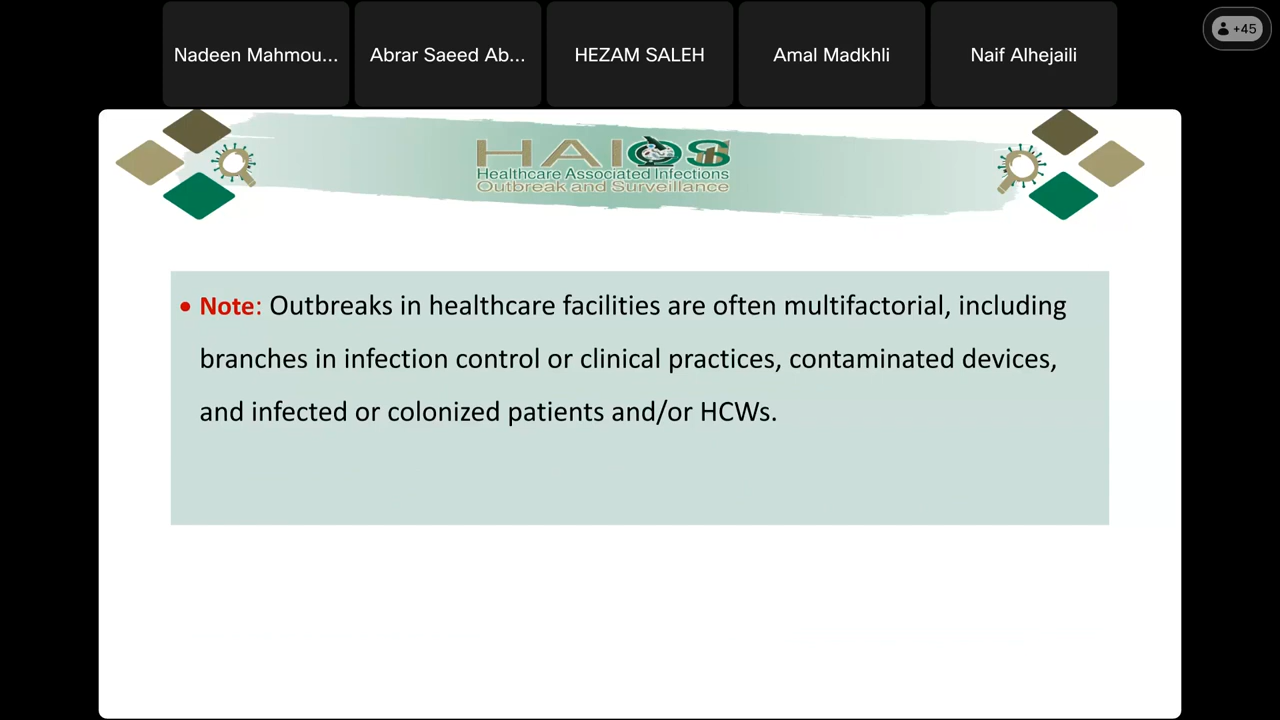 Nadeen Mahmou...
Abrar Saeed Ab...
HEZAM SALEH
Amal Madkhli
Naif Alhejaili
+45
HAIOS
Healthcare Associated Infections
Outbreak and Surveillance
• Note: Outbreaks in healthcare facilities are often multifactorial, including
branches in infection control or clinical practices, contaminated devices,
and infected or colonized patients and/or HCWs.